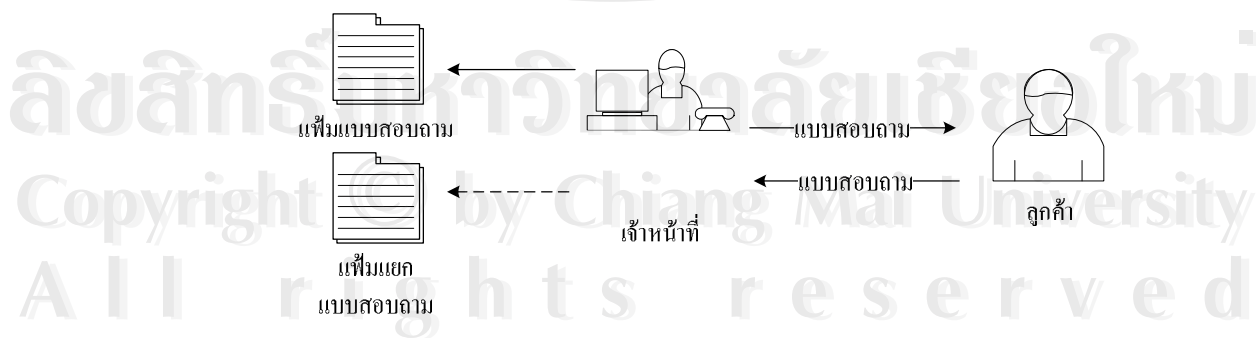 แฟ้มแบบสอบถาม
แบบสอบถาม
แบบสอบถาม
เจ้าหน้าที่
ลูกค้า
แฟ้มแยก
แบบสอบถาม
ลิขสิทธิ์มหาวิทยาลัยเชียงใหม่
Copyright © by Chiang Mai University
All rights reserved